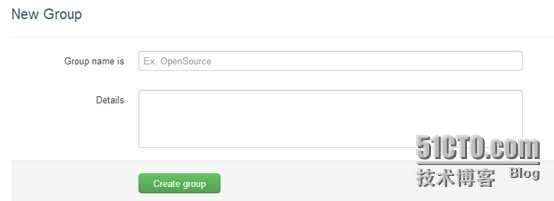 New Group
Group name is
Ex. OpenSource
Details
Create group
51CTO.com
技术博客 Blog